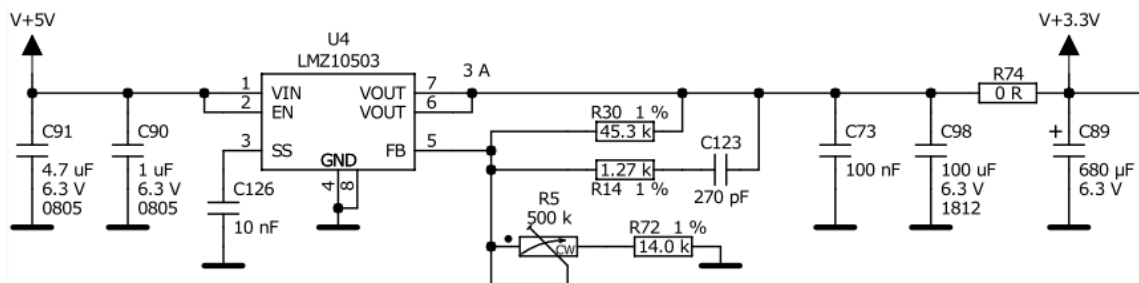 V+5V
V+3.3V
U4
LMZ10503
3 A
R74
0 R
1 VIN VOUT 7
2 EN VOUT 6
3 SS GND FB 5
4 8
R30 1 %
45.3 k
C123
1.27 k
R14 1 %
270 pF
C91
4.7 uF
6.3 V
0805
C90
1 uF
6.3 V
0805
C126
10 nF
R5
500 k
CW
R72 1 %
14.0 k
C73
100 nF
C98
100 uF
6.3 V
1812
+ C89
680 µF
6.3 V